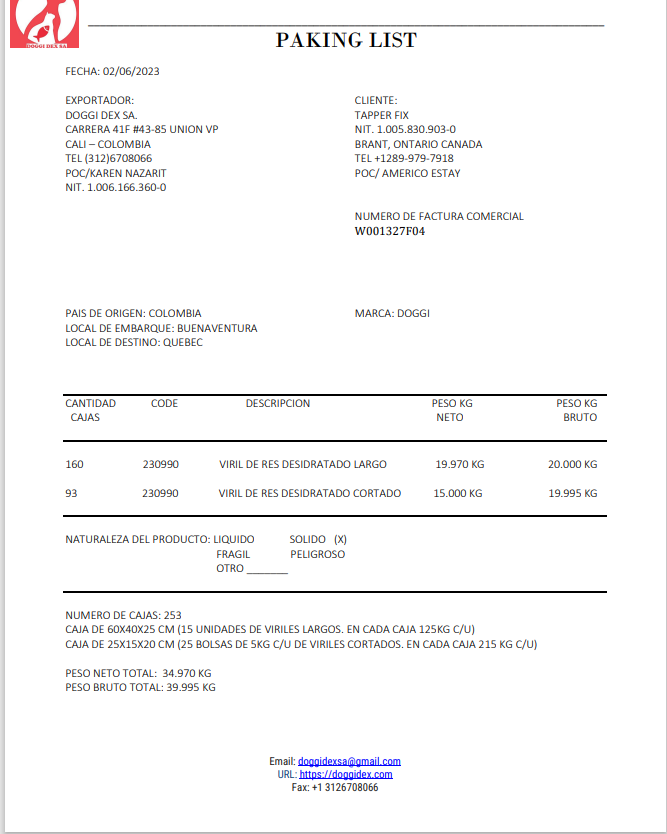 DOGGI DEX SA
PAKING LIST
FECHA: 02/06/2023
EXPORTADOR:
DOGGI DEX SA.
CARRERA 41F #43-85 UNION VP
CALI – COLOMBIA
TEL (312)6708066
POC/KAREN NAZARIT
NIT. 1.006.166.360-0
CLIENTE:
TAPPER FIX
NIT. 1.005.830.903-0
BRANT, ONTARIO CANADA
TEL +1289-979-7918
POC/ AMERICO ESTAY
NUMERO DE FACTURA COMERCIAL
W001327F04
PAIS DE ORIGEN: COLOMBIA
LOCAL DE EMBARQUE: BUENAVENTURA
LOCAL DE DESTINO: QUEBEC
MARCA: DOGGI
CANTIDAD CODE DESCRIPCION PESO KG PESO KG
CAJAS NETO BRUTO
160 230990 VIRIL DE RES DESIDRATADO LARGO 19.970 KG 20.000 KG
93 230990 VIRIL DE RES DESIDRATADO CORTADO 15.000 KG 19.995 KG
NATURALEZA DEL PRODUCTO: LIQUIDO SOLIDO (X)
FRAGIL PELIGROSO
OTRO _______
NUMERO DE CAJAS: 253
CAJA DE 60X40X25 CM (15 UNIDADES DE VIRILES LARGOS. EN CADA CAJA 125KG C/U)
CAJA DE 25X15X20 CM (25 BOLSAS DE 5KG C/U DE VIRILES CORTADOS. EN CADA CAJA 215 KG C/U)
PESO NETO TOTAL: 34.970 KG
PESO BRUTO TOTAL: 39.995 KG
Email: doggidexsa@gmail.com
URL: https://doggidex.com
Fax: +1 3126708066